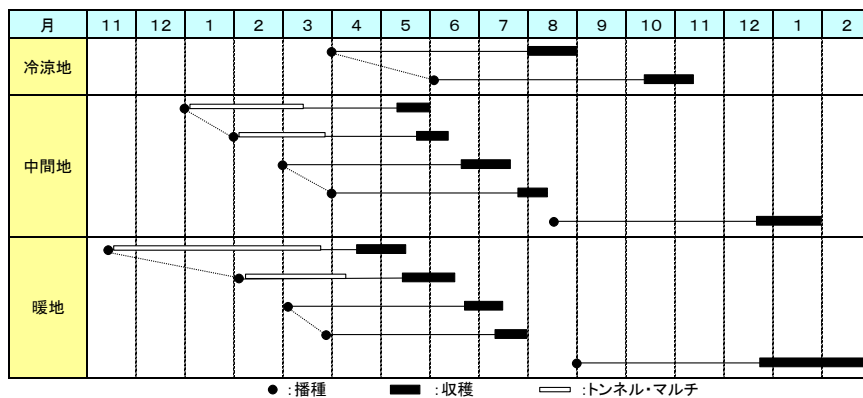 月 11 12 1 2 3 4 5 6 7 8 9 10 11 12 1 2
冷涼地
中間地
暖地
:播種 :収穫 :トンネル・マルチ